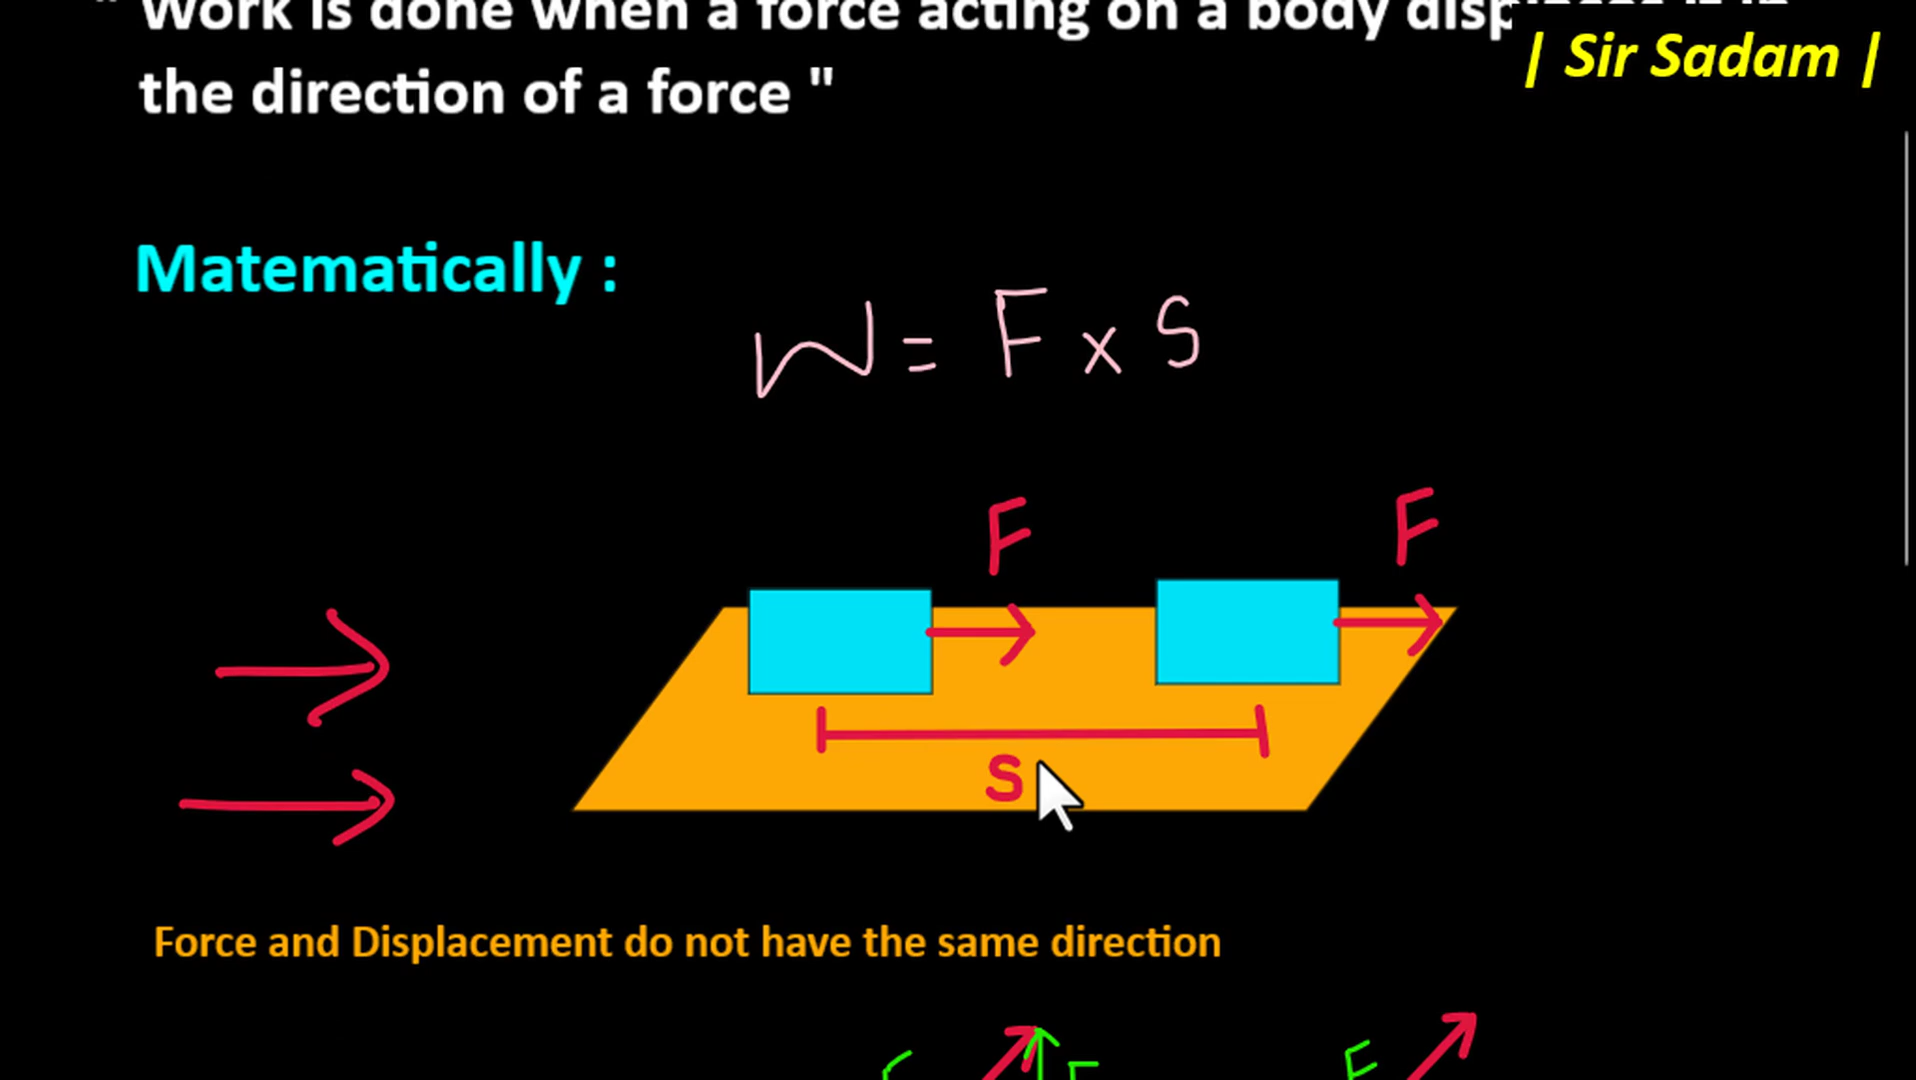 " Work is done when a force acting on a body
| Sir Sadam |
the direction of a force "
Matematically :
W = F x S
F
F
S
Force and Displacement do not have the same direction
F